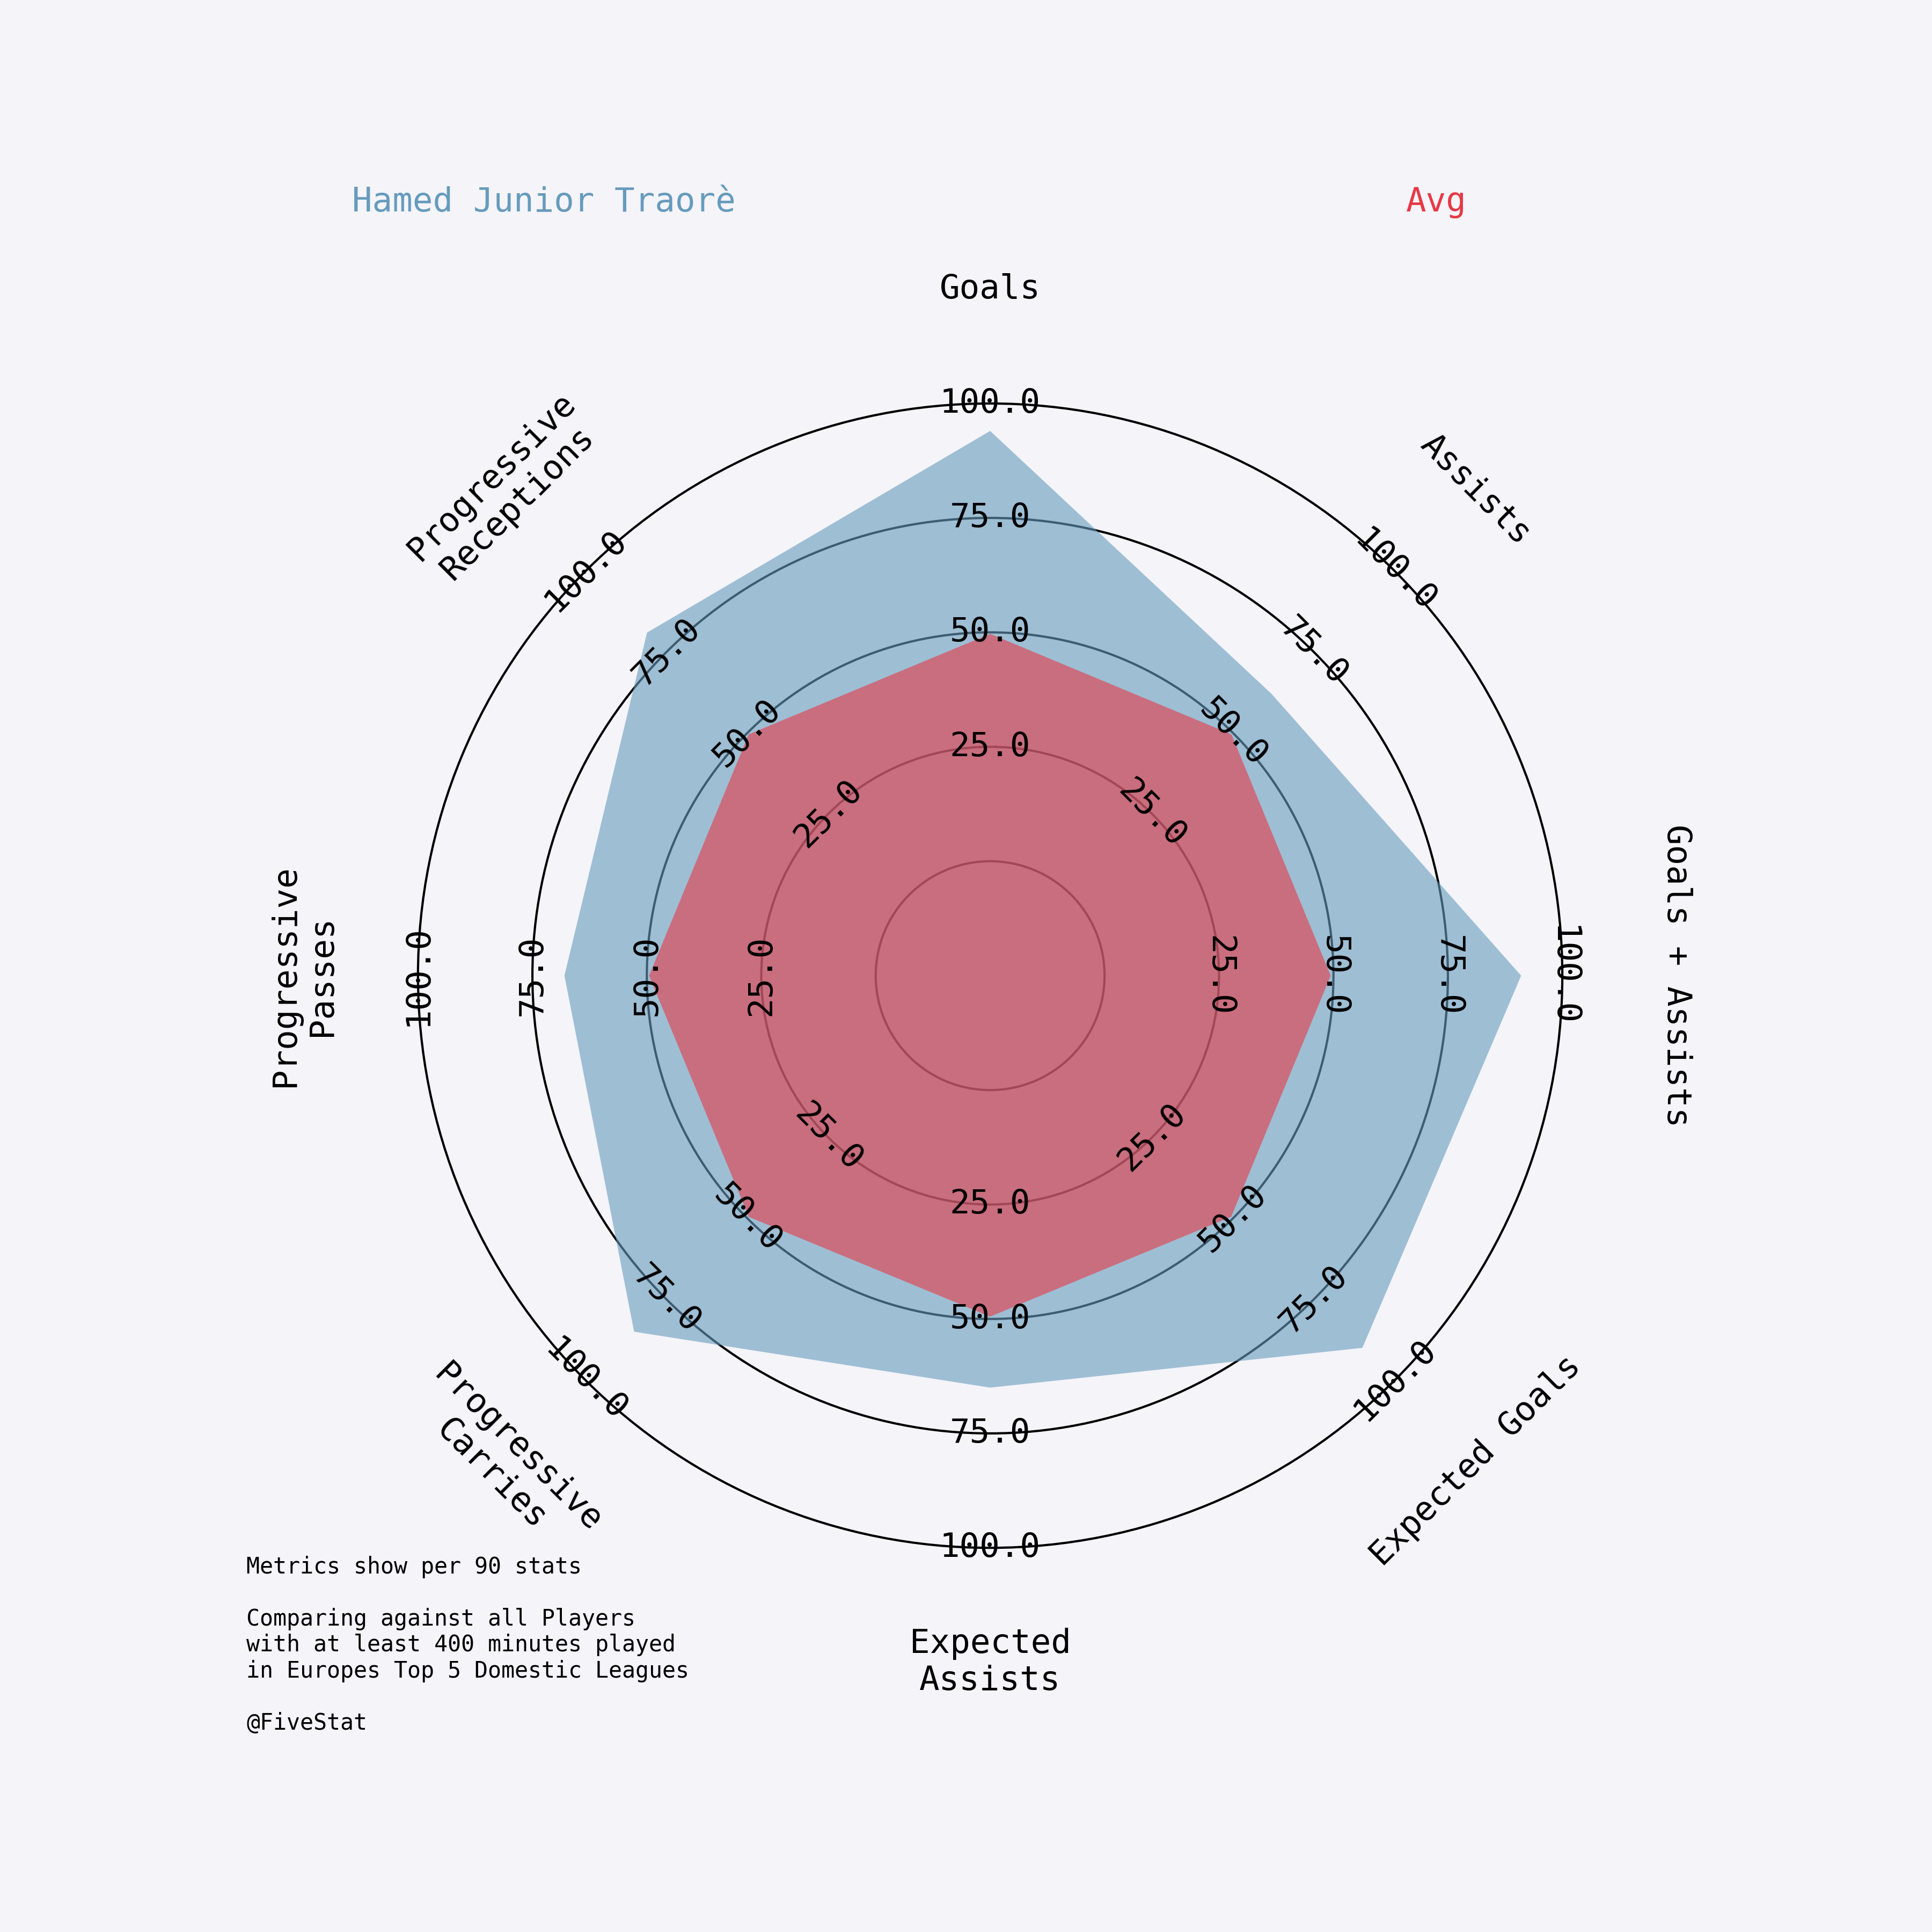 Hamed Junior Traorè
Avg
Goals
Assists
Goals + Assists
Expected Goals
Expected
Assists
Progressive
Carries
Progressive
Passes
Progressive
Receptions
25.0
50.0
75.0
100.0
25.0
50.0
75.0
100.0
25.0
50.0
75.0
100.0
25.0
50.0
75.0
100.0
25.0
50.0
75.0
100.0
25.0
50.0
75.0
100.0
25.0
50.0
75.0
100.0
25.0
50.0
75.0
100.0
Metrics show per 90 stats
Comparing against all Players
with at least 400 minutes played
in Europes Top 5 Domestic Leagues
@FiveStat